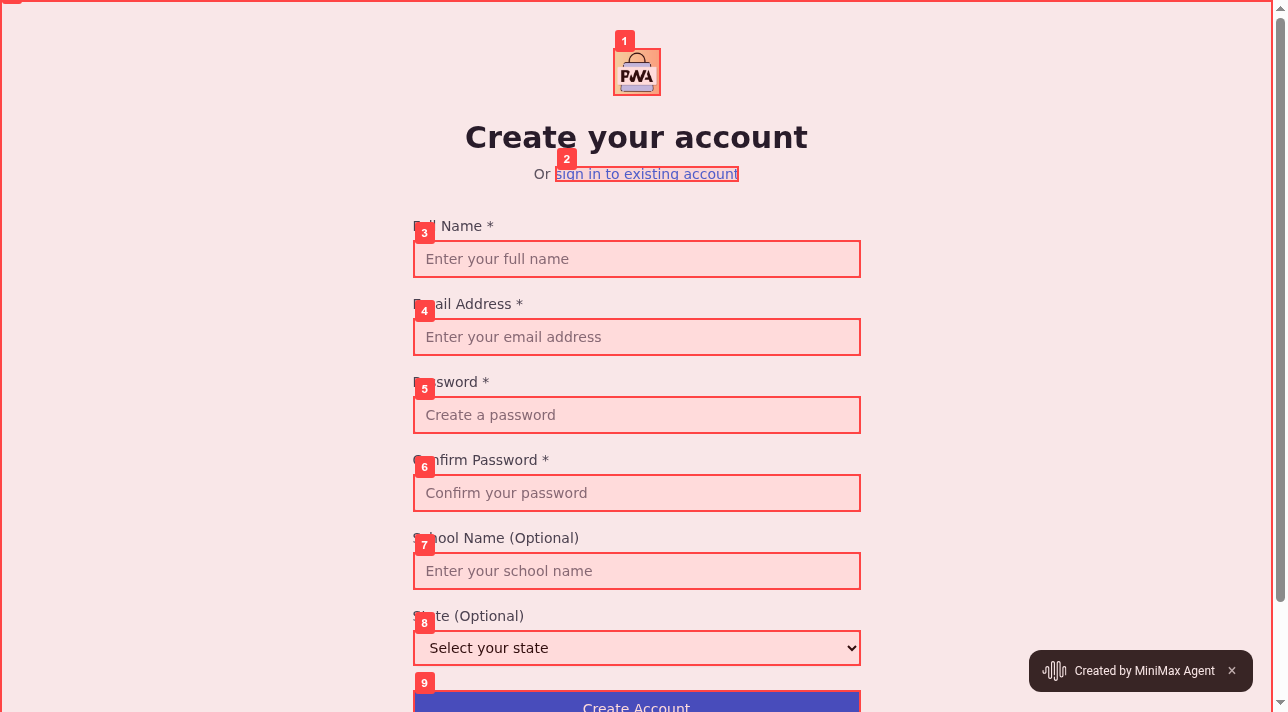 1
PWA
Create your account
2
Or sign in to existing account
Full Name *
3
Enter your full name
Email Address *
4
Enter your email address
Password *
5
Create a password
Confirm Password *
6
Confirm your password
School Name (Optional)
7
Enter your school name
State (Optional)
8
Select your state
9
Create Account
Created by MiniMax Agent ×